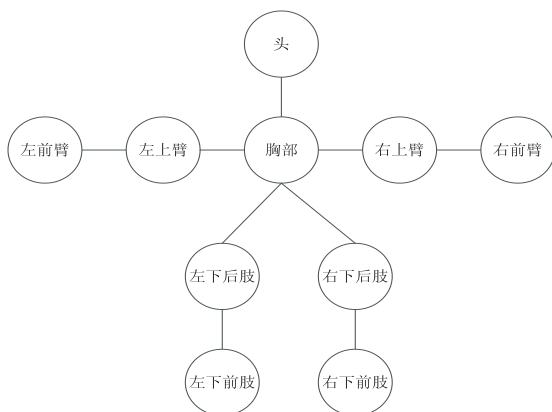 头
左前臂
左上臂
胸部
右上臂
右前臂
左下后肢
右下后肢
左下前肢
右下前肢